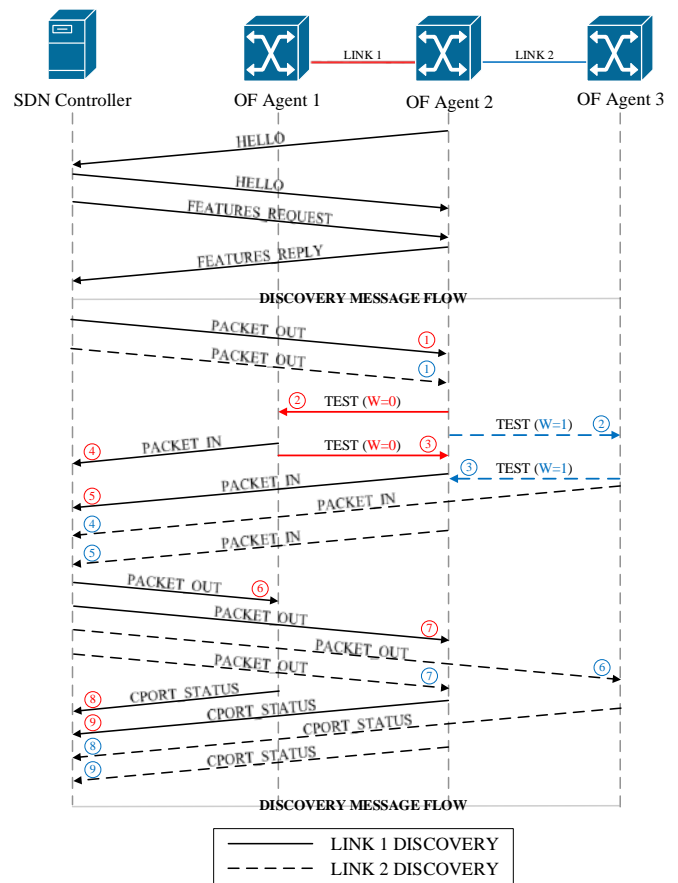 LINK 1
LINK 2
SDN Controller
OF Agent 1
OF Agent 2
OF Agent 3
HELLO
HELLO
FEATURES_REQUEST
FEATURES_REPLY
DISCOVERY MESSAGE FLOW
PACKET_OUT
1
PACKET_OUT
1
2
TEST (W=0)
TEST (W=1)
2
4
PACKET_IN
TEST (W=0)
3
3
TEST (W=1)
5
PACKET_IN
PACKET_IN
4
PACKET_IN
5
PACKET_OUT
6
PACKET_OUT
7
PACKET_OUT
6
PACKET_OUT
7
8
CPORT_STATUS
9
CPORT_STATUS
CPORT_STATUS
8
CPORT_STATUS
9
DISCOVERY MESSAGE FLOW
LINK 1 DISCOVERY
LINK 2 DISCOVERY